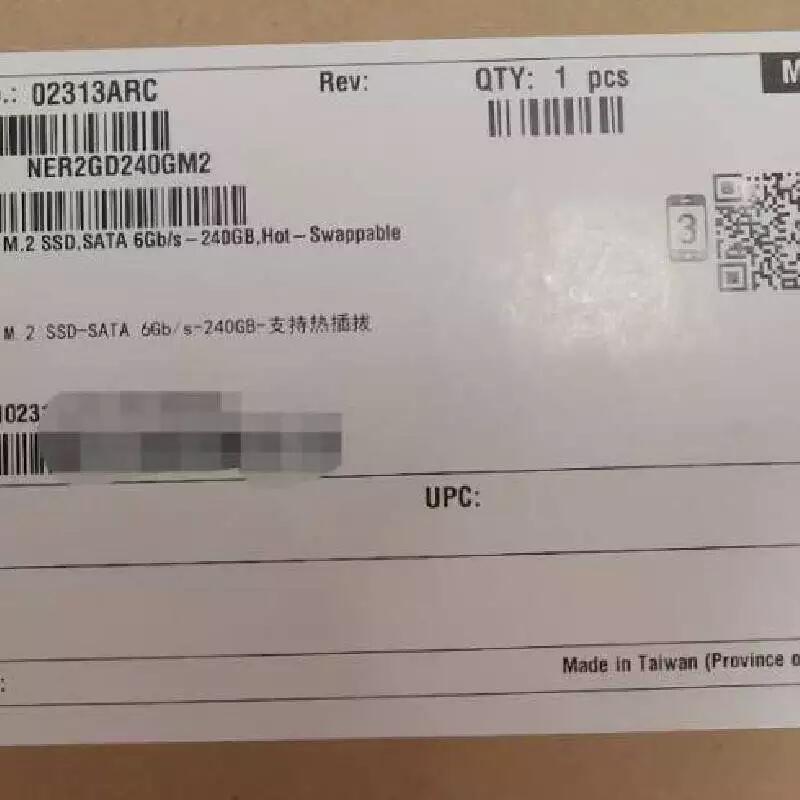 .: 02313ARC
Rev:
QTY: 1 pcs
M
NER2GD240GM2
M.2 SSD,SATA 6Gb/s-240GB,Hot-Swappable
3
M.2 SSD-SATA 6Gb/s-240GB-支持热插拔
1023
UPC:
Made in Taiwan (Province o
: